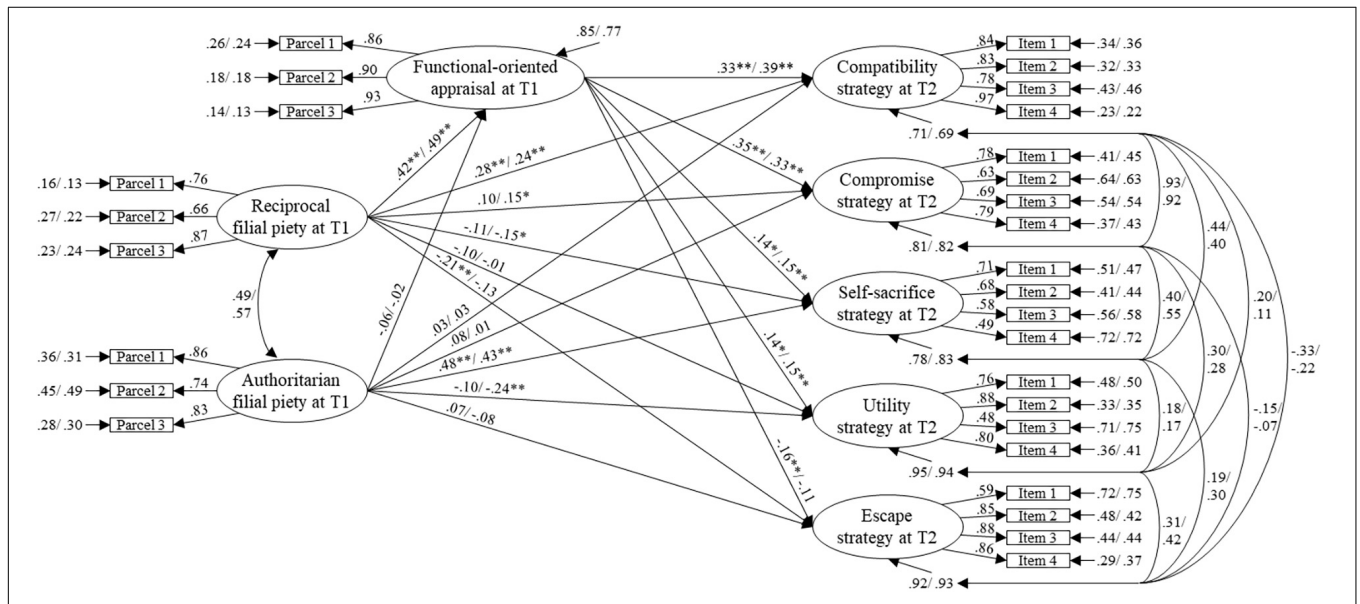 .26/ .24
Parcel 1
.86
.18/ .18
Parcel 2
.90
.14/ .13
Parcel 3
.93
Functional-oriented
appraisal at T1
.85/ .77
.16/ .13
Parcel 1
.76
.27/ .22
Parcel 2
.66
.23/ .24
Parcel 3
.87
Reciprocal
filial piety at T1
.49/
.57
.36/ .31
Parcel 1
.86
.45/ .49
Parcel 2
.74
.28/ .30
Parcel 3
.83
Authoritarian
filial piety at T1
.42**/ .49**
-.06/ -.02
.33**/ .39**
.28**/ .24**
.35**/ .33**
.10/ .15*
-.11/ -.15*
.14*/ .15**
-.10/ -.01
-.21**/ -.13
.03/ .03
.08/ .01
.48**/ .43**
.14*/ .15**
-.10/ -.24**
.07/ -.08
-.16**/ -.11
Compatibility
strategy at T2
.84
Item 1
.34/ .36
.83
Item 2
.32/ .33
.78
Item 3
.43/ .46
.97
Item 4
.23/ .22
.71/ .69
Compromise
strategy at T2
.78
Item 1
.41/ .45
.63
Item 2
.64/ .63
.69
Item 3
.54/ .54
.79
Item 4
.37/ .43
.81/ .82
Self-sacrifice
strategy at T2
.71
Item 1
.51/ .47
.68
Item 2
.41/ .44
.58
Item 3
.56/ .58
.49
Item 4
.72/ .72
.78/ .83
Utility
strategy at T2
.76
Item 1
.48/ .50
.88
Item 2
.33/ .35
.48
Item 3
.71/ .75
.80
Item 4
.36/ .41
.95/ .94
Escape
strategy at T2
.59
Item 1
.72/ .75
.85
Item 2
.48/ .42
.88
Item 3
.44/ .44
.86
Item 4
.29/ .37
.92/ .93
.93/
.92
.44/
.40
.40/
.55
.20/
.11
.30/
.28
-.33/
-.22
.18/
.17
-.15/
-.07
.19/
.30
.31/
.42